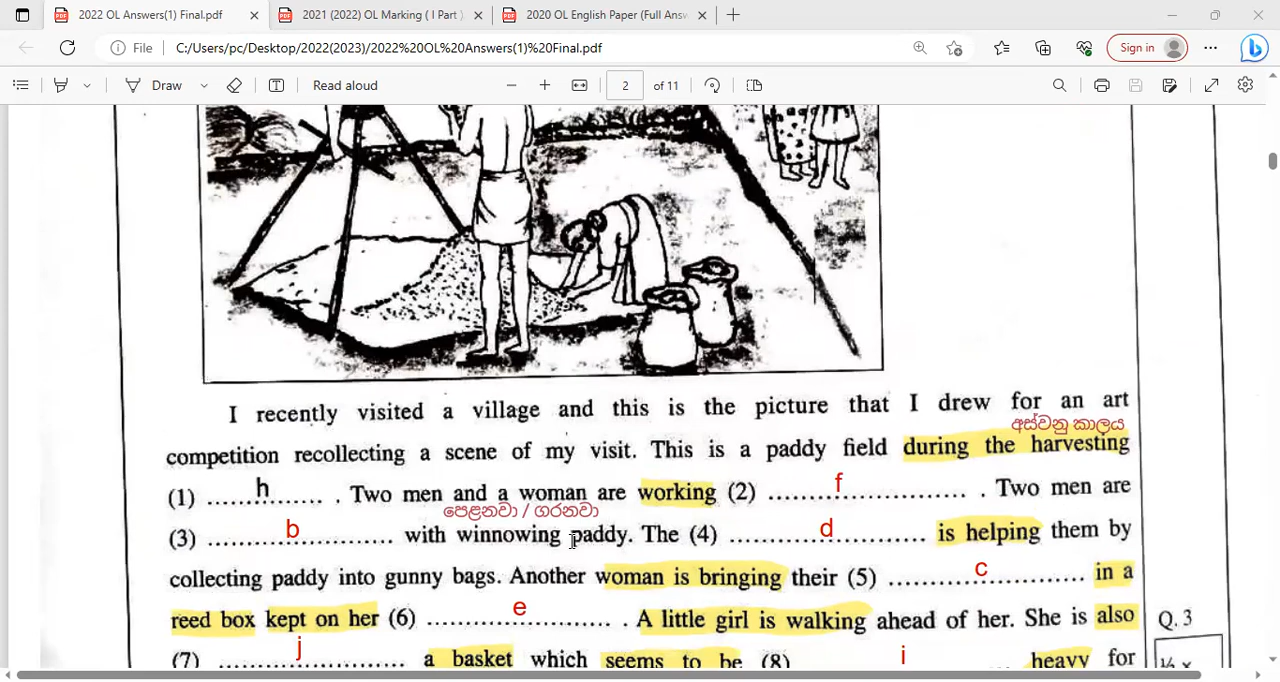 2022 OL Answers(1) Final.pdf
2021 (2022) OL Marking ( I Part )
2020 OL English Paper (Full Answ
File C:/Users/pc/Desktop/2022(2023)/2022%20OL%20Answers(1)%20Final.pdf Sign in
Draw Read aloud 2 of 11
I recently visited a village and this is the picture that I drew for an art
අස්වනු කාලය
competition recollecting a scene of my visit. This is a paddy field during the harvesting
(1) ......h....... . Two men and a woman are working (2) ..........f.................. . Two men are
පෙළනවා / ගරනවා
(3) ...........b.............. with winnowing paddy. The (4) .............d............. is helping them by
collecting paddy into gunny bags. Another woman is bringing their (5) ............c.............. in a
reed box kept on her (6) ............e............. . A little girl is walking ahead of her. She is also Q. 3
(7) ...........j.............. a basket which seems to be (8) i heavy for ½ ×